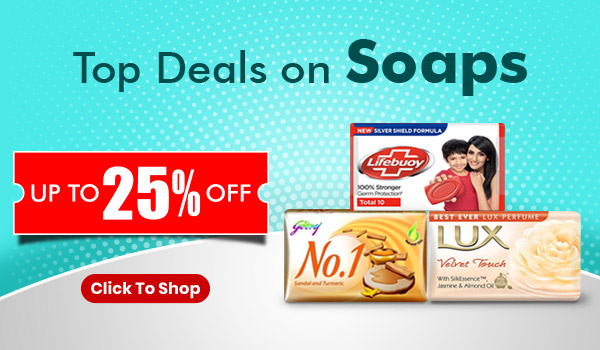 Top Deals on Soaps
UP TO 25% OFF
Click To Shop
NEW SILVER SHIELD FORMULA
Lifebuoy
100% Stronger
Germ Protection*
Total 10
Godrej
No.1
Sandal and Turmeric
BEST EVER LUX PERFUME
LUX
Velvet Touch
With SilkEssence™,
Jasmine & Almond Oil